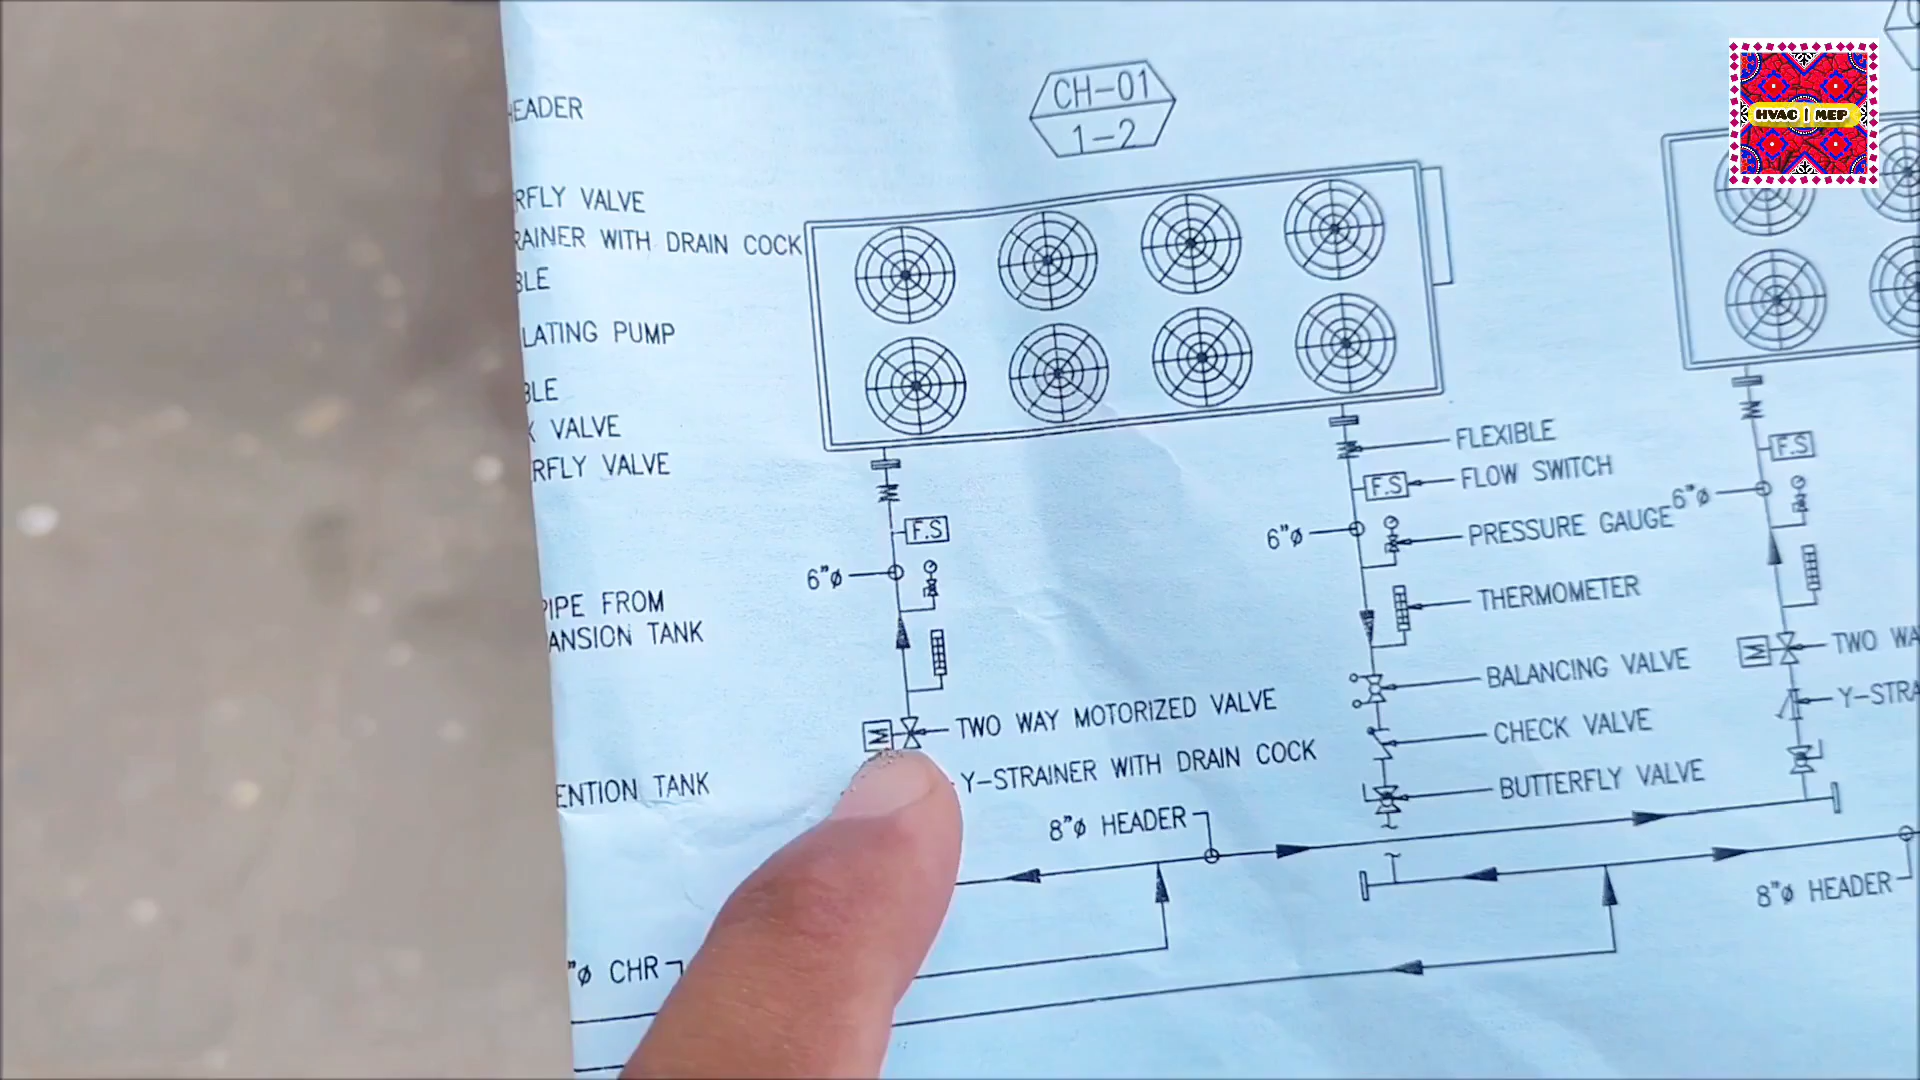 HEADER
RFLY VALVE
RAINER WITH DRAIN COCK
BLE
LATING PUMP
BLE
K VALVE
RFLY VALVE
PIPE FROM
ANSION TANK
ENTION TANK
"ø CHR
CH-01
1-2
F.S
6"ø
M
TWO WAY MOTORIZED VALVE
Y-STRAINER WITH DRAIN COCK
8"ø HEADER
FLEXIBLE
F.S
FLOW SWITCH
6"ø
PRESSURE GAUGE
THERMOMETER
BALANCING VALVE
CHECK VALVE
BUTTERFLY VALVE
F.S
6"ø
M
TWO WA
Y-STRA
8"ø HEADER
HVAC | MEP